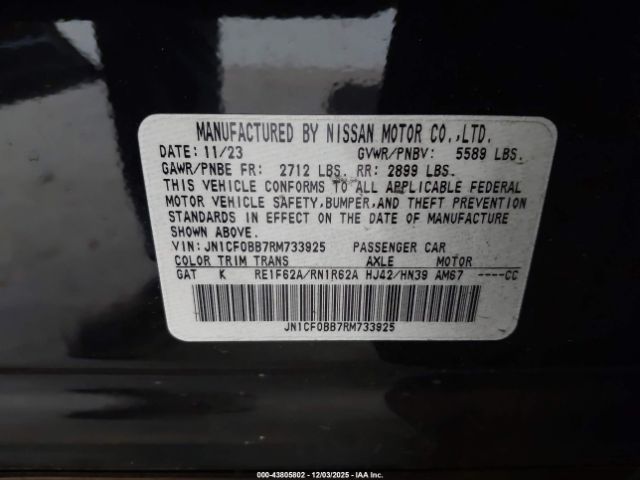 MANUFACTURED BY NISSAN MOTOR CO.,LTD.
DATE: 11/23 GVWR/PNBV: 5589 LBS.
GAWR/PNBE FR: 2712 LBS. RR: 2899 LBS.
THIS VEHICLE CONFORMS TO ALL APPLICABLE FEDERAL
MOTOR VEHICLE SAFETY,BUMPER,AND THEFT PREVENTION
STANDARDS IN EFFECT ON THE DATE OF MANUFACTURE
SHOWN ABOVE.
VIN: JN1CF0BB7RM733925 PASSENGER CAR
COLOR TRIM TRANS AXLE MOTOR
GAT K RE1F62A/RN1R62A HJ42/HN39 AM67 ----CC
JN1CF0BB7RM733925
00-43805802 - 12/03/2025 - IAA Inc.